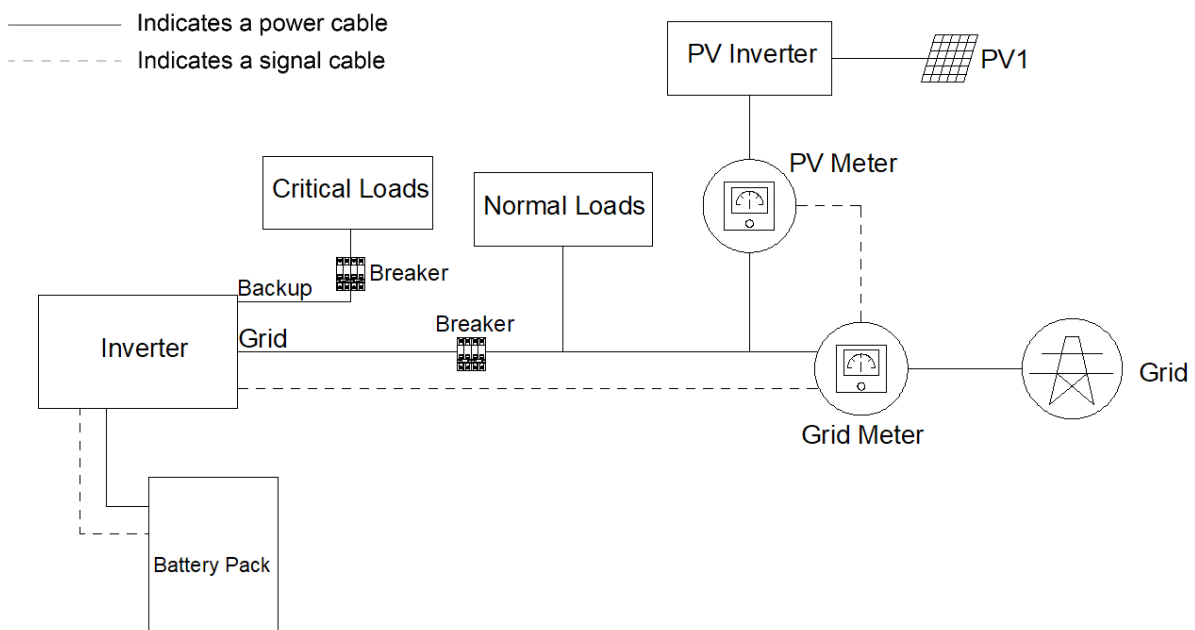 Indicates a power cable
Indicates a signal cable
PV Inverter
PV1
PV Meter
Critical Loads
Normal Loads
Breaker
Backup
Breaker
Grid
Inverter
Grid
Grid Meter
Battery Pack